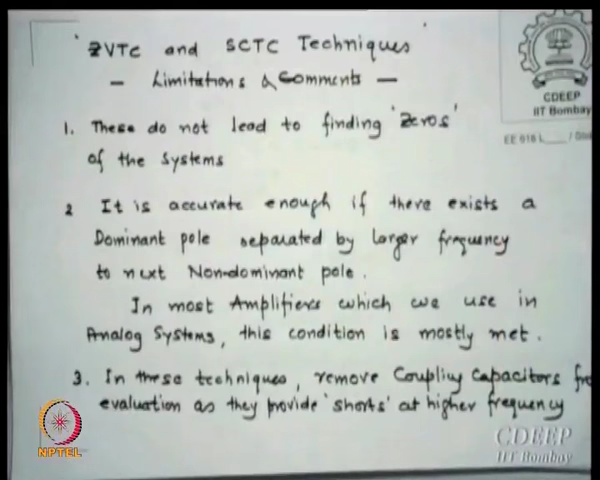 'ZVTC and SCTC Techniques'
– Limitations & Comments –
1. These do not lead to finding 'Zeros'
of the Systems
2 It is accurate enough if there exists a
Dominant pole separated by larger frequency
to next Non-dominant pole.
In most Amplifiers which we use in
Analog Systems, this condition is mostly met.
3. In these techniques, remove Coupling Capacitors
evaluation as they provide 'shorts' at higher frequency
CDEEP
IIT Bombay
EE 618 L
NPTEL
CDEEP
IIT Bombay